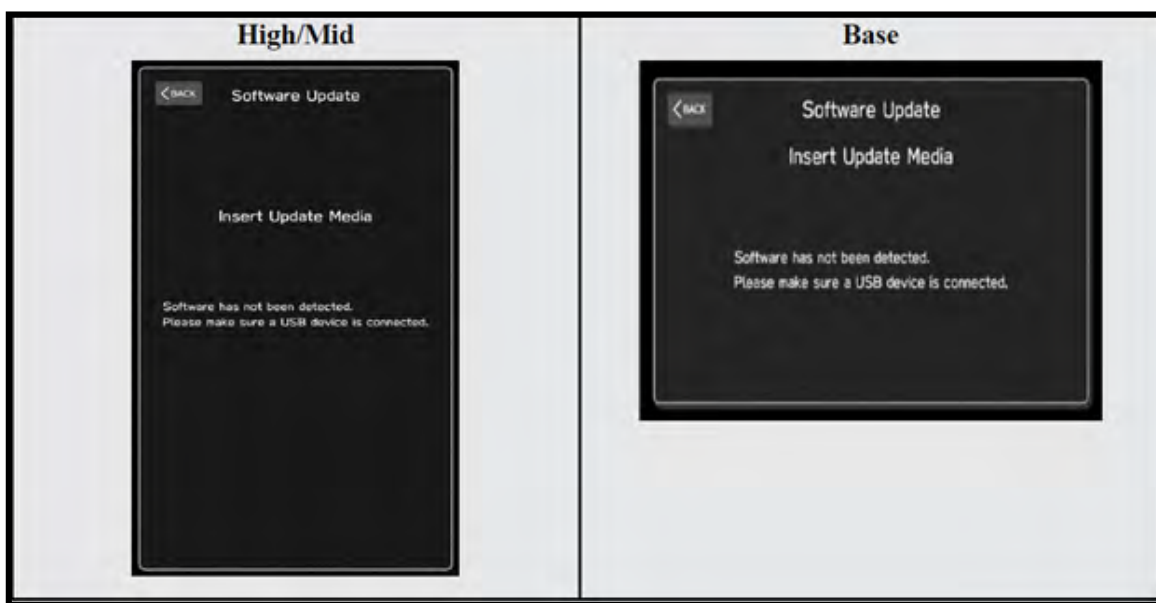 High/Mid
< BACK
Software Update
Insert Update Media
Software has not been detected.
Please make sure a USB device is connected.
Base
< BACK
Software Update
Insert Update Media
Software has not been detected.
Please make sure a USB device is connected.